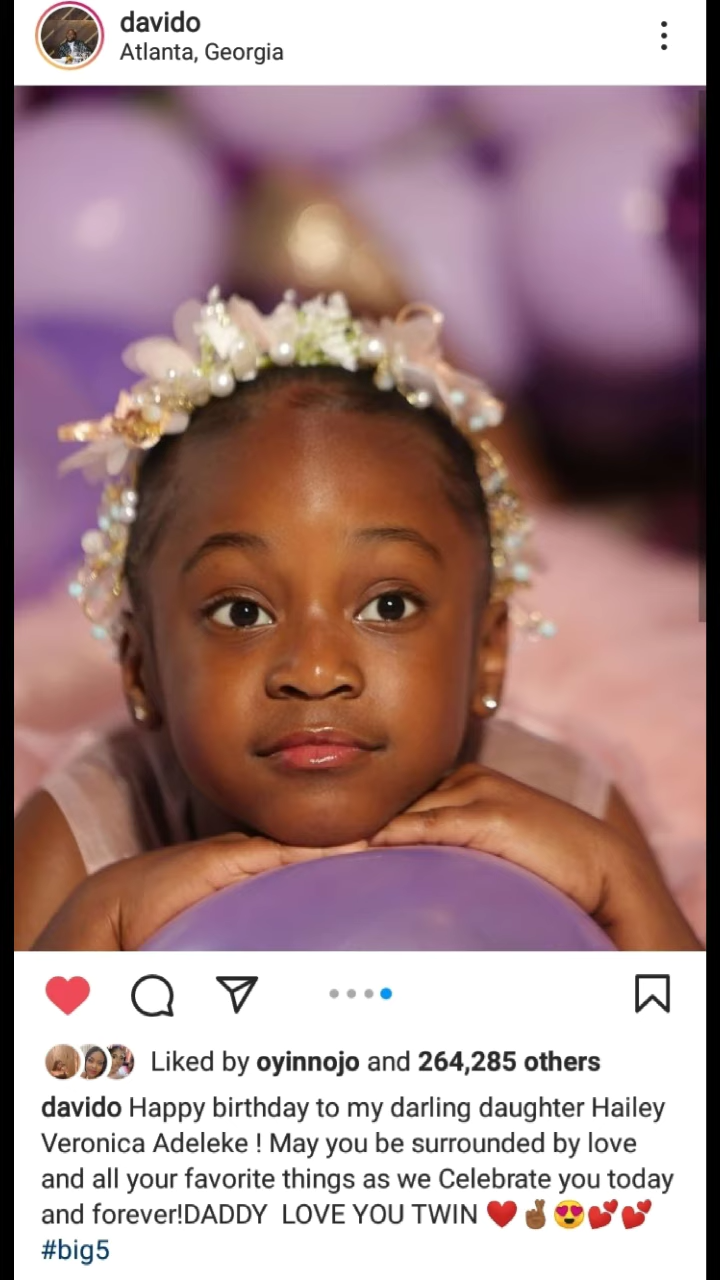 davido
Atlanta, Georgia
Liked by oyinnojo and 264,285 others
davido Happy birthday to my darling daughter Hailey
Veronica Adeleke ! May you be surrounded by love
and all your favorite things as we Celebrate you today
and forever!DADDY  LOVE YOU TWIN ❤️🤞🏾😍💕💕
#big5